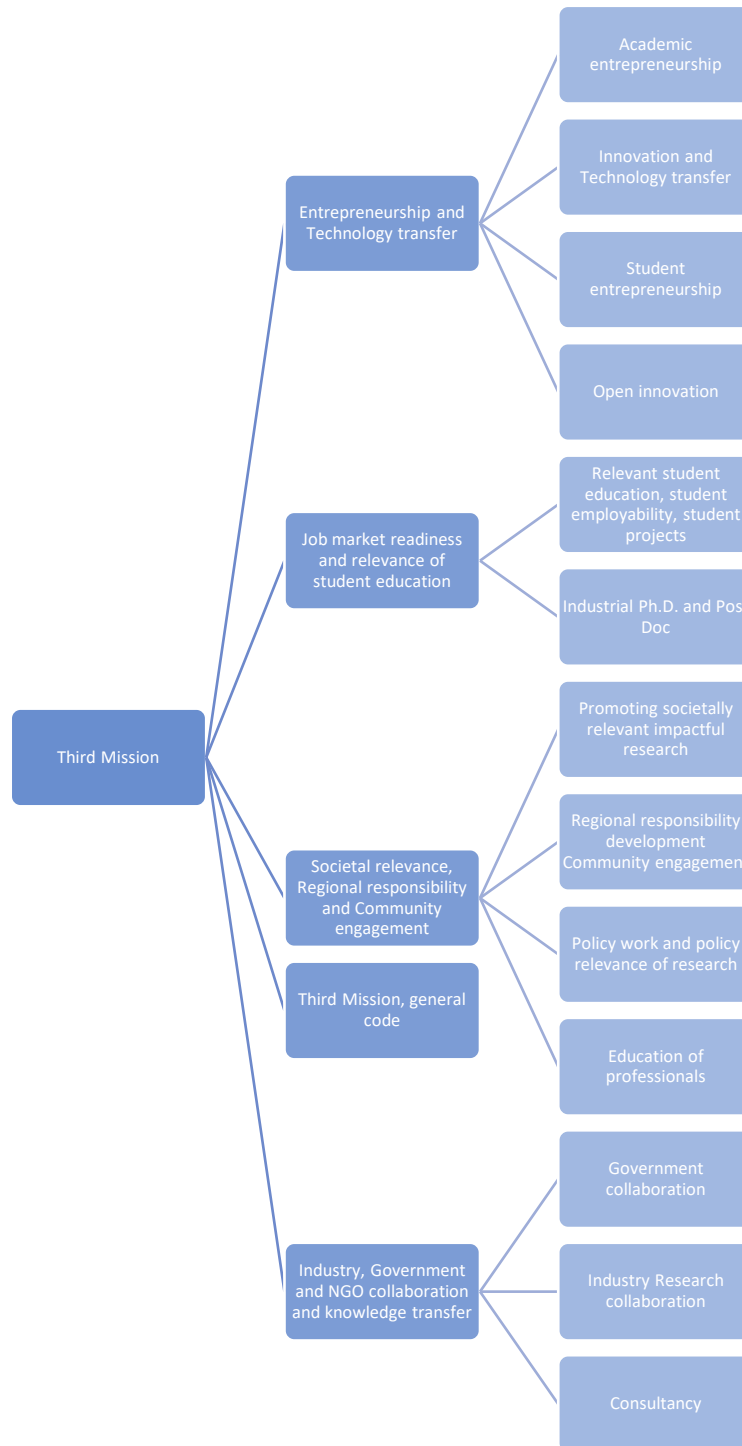 Academic
entrepreneurship
Innovation and
Technology transfer
Entrepreneurship and
Technology transfer
Student
entrepreneurship
Open innovation
Relevant student
education, student
employability, student
projects
Job market readiness
and relevance of
student education
Industrial Ph.D. and Pos
Doc
Promoting societally
relevant impactful
research
Third Mission
Regional responsibility
development
Community engagemen
Societal relevance,
Regional responsibility
and Community
engagement
Policy work and policy
relevance of research
Third Mission, general
code
Education of
professionals
Government
collaboration
Industry, Government
and NGO collaboration
and knowledge transfer
Industry Research
collaboration
Consultancy